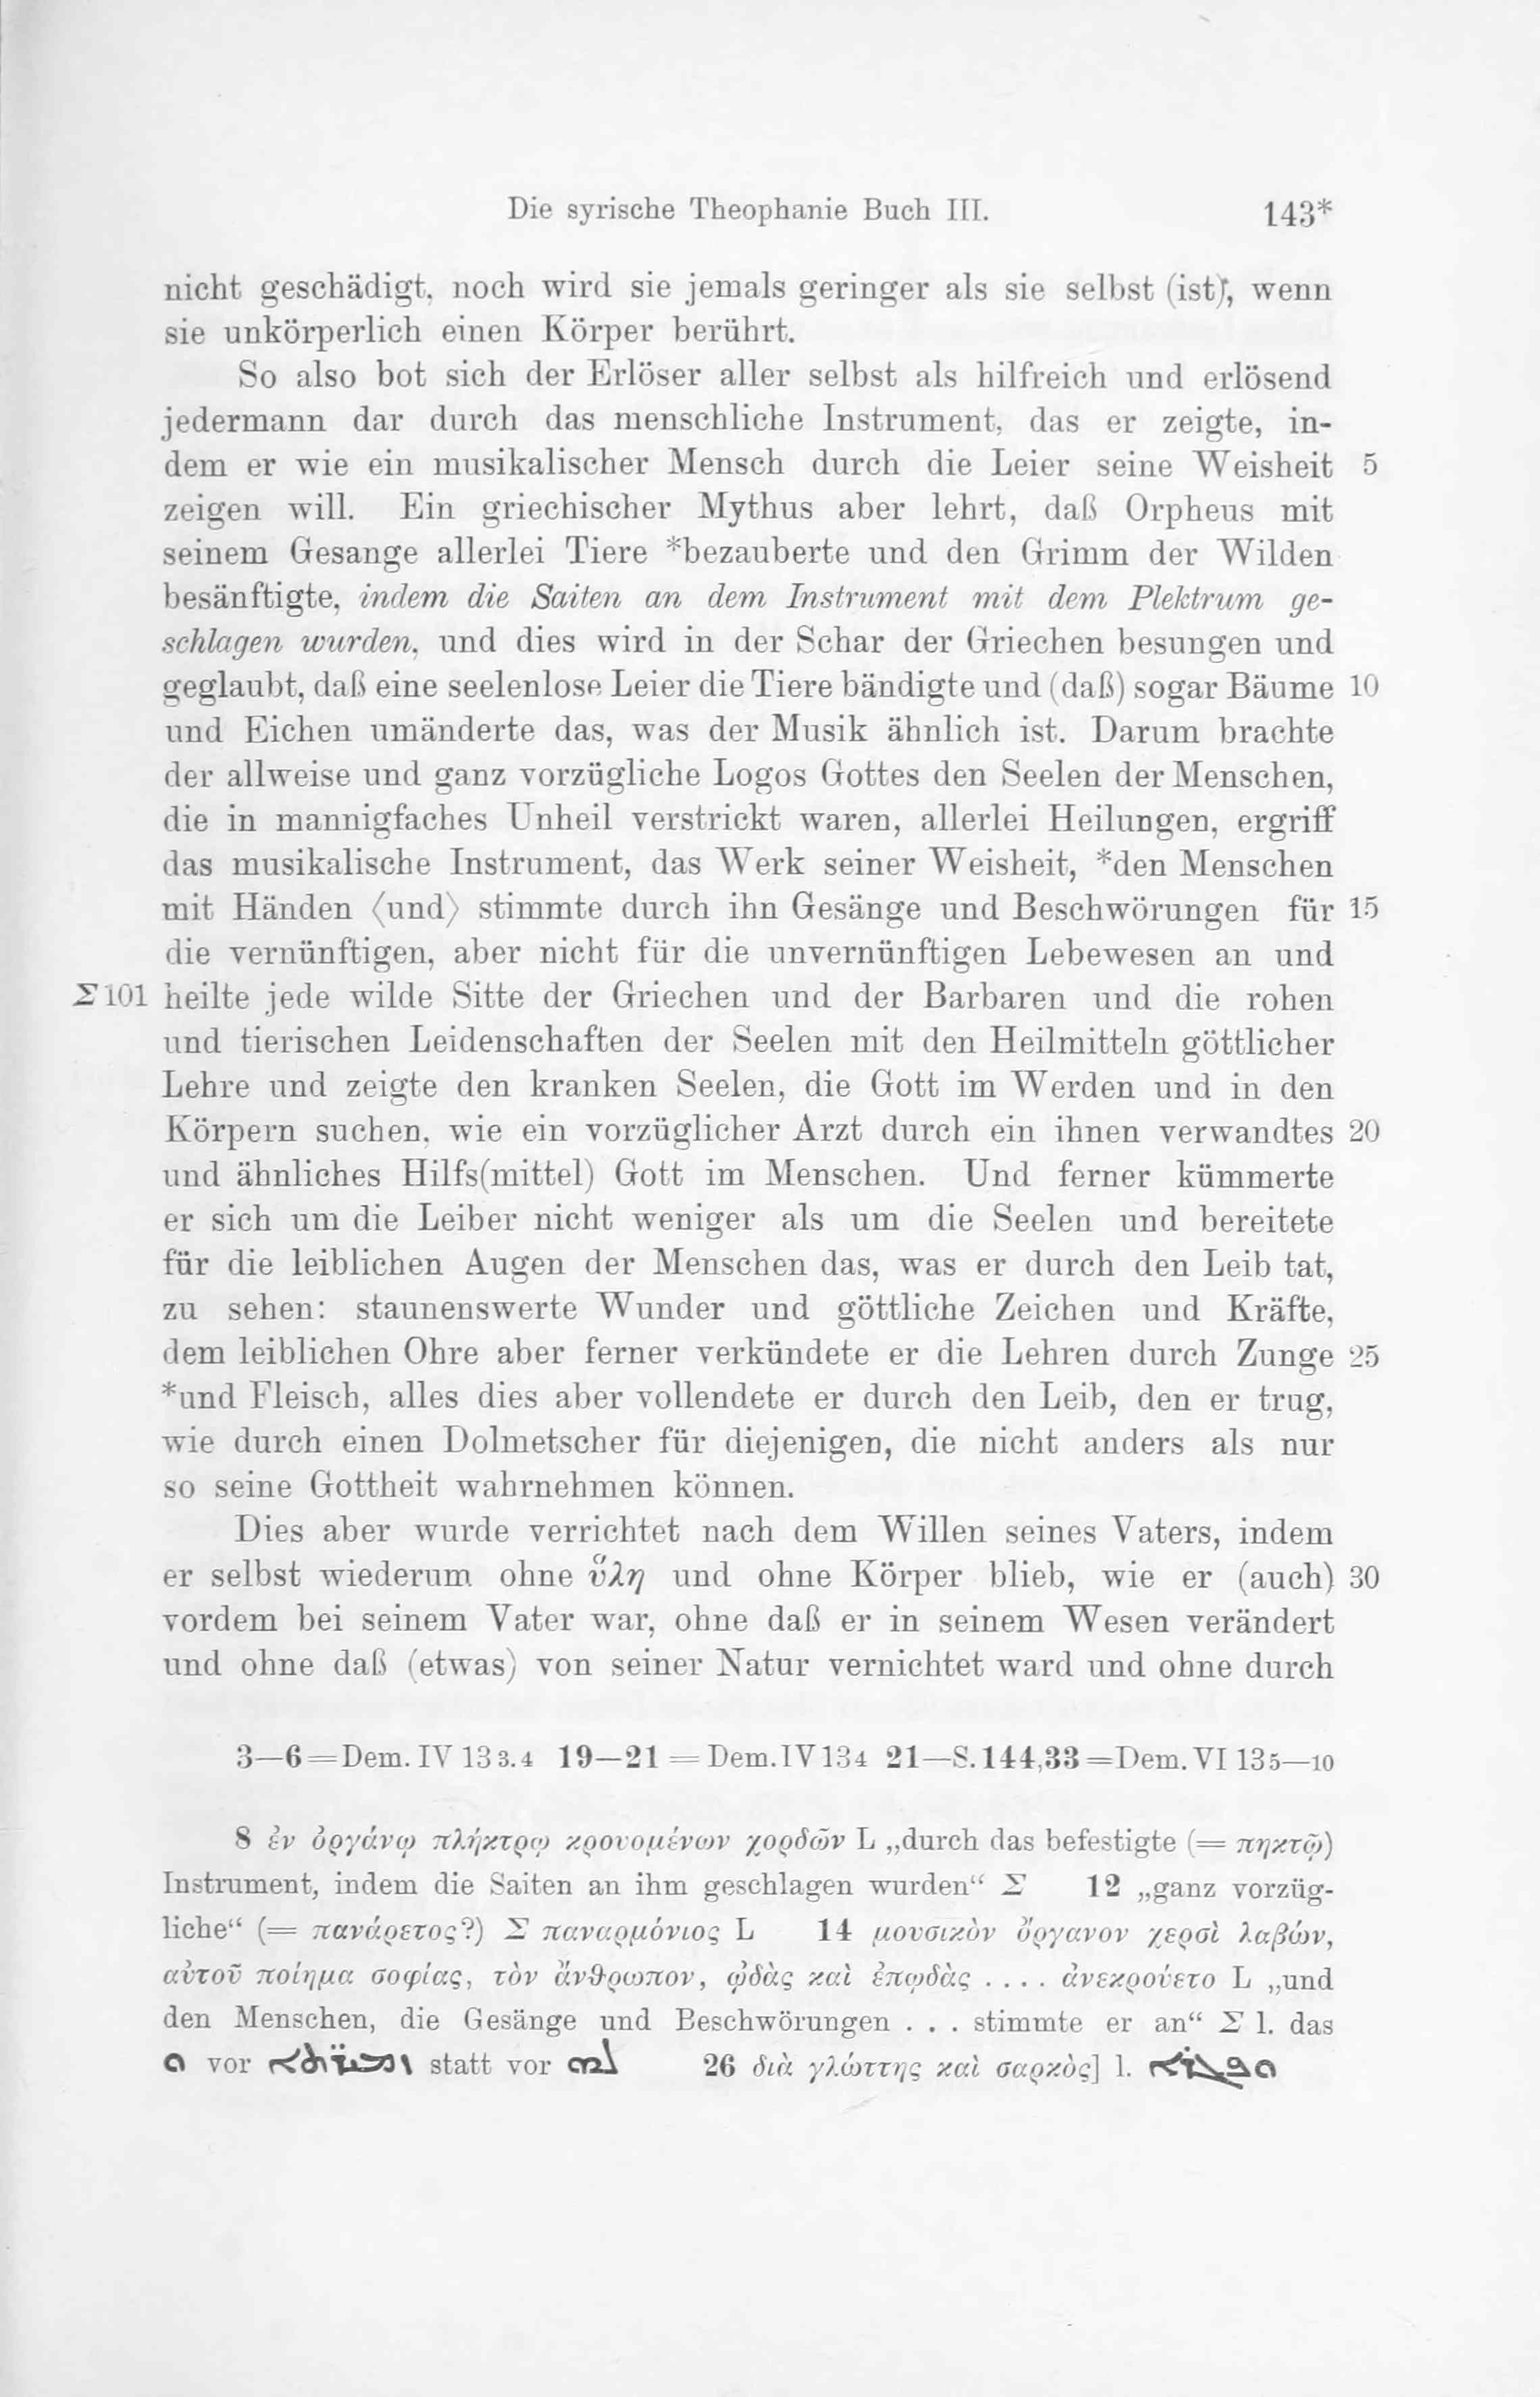 Die syrische Theophanie Buch III. 143*
nicht geschädigt, noch wird sie jemals geringer als sie selbst (ist), wenn
sie unkörperlich einen Körper berührt.
So also bot sich der Erlöser aller selbst als hilfreich und erlösend
jedermann dar durch das menschliche Instrument, das er zeigte, in-
dem er wie ein musikalischer Mensch durch die Leier seine Weisheit 5
zeigen will. Ein griechischer Mythus aber lehrt, daß Orpheus mit
seinem Gesange allerlei Tiere *bezauberte und den Grimm der Wilden
besänftigte, indem die Saiten an dem Instrument mit dem Plektrum ge-
schlagen wurden, und dies wird in der Schar der Griechen besungen und
geglaubt, daß eine seelenlose Leier die Tiere bändigte und (daß) sogar Bäume 10
und Eichen umänderte das, was der Musik ähnlich ist. Darum brachte
der allweise und ganz vorzügliche Logos Gottes den Seelen der Menschen,
die in mannigfaches Unheil verstrickt waren, allerlei Heilungen, ergriff
das musikalische Instrument, das Werk seiner Weisheit, *den Menschen
mit Händen ⟨und⟩ stimmte durch ihn Gesänge und Beschwörungen für 15
die vernünftigen, aber nicht für die unvernünftigen Lebewesen an und
Σ 101 heilte jede wilde Sitte der Griechen und der Barbaren und die rohen
und tierischen Leidenschaften der Seelen mit den Heilmitteln göttlicher
Lehre und zeigte den kranken Seelen, die Gott im Werden und in den
Körpern suchen, wie ein vorzüglicher Arzt durch ein ihnen verwandtes 20
und ähnliches Hilfs(mittel) Gott im Menschen. Und ferner kümmerte
er sich um die Leiber nicht weniger als um die Seelen und bereitete
für die leiblichen Augen der Menschen das, was er durch den Leib tat,
zu sehen: staunenswerte Wunder und göttliche Zeichen und Kräfte,
dem leiblichen Ohre aber ferner verkündete er die Lehren durch Zunge 25
*und Fleisch, alles dies aber vollendete er durch den Leib, den er trug,
wie durch einen Dolmetscher für diejenigen, die nicht anders als nur
so seine Gottheit wahrnehmen können.
Dies aber wurde verrichtet nach dem Willen seines Vaters, indem
er selbst wiederum ohne ὕλη und ohne Körper blieb, wie er (auch) 30
vordem bei seinem Vater war, ohne daß er in seinem Wesen verändert
und ohne daß (etwas) von seiner Natur vernichtet ward und ohne durch
3—6 = Dem. IV 13 3.4 19—21 = Dem. IV 13 4 21—S. 144,33 = Dem. VI 13 5—10
8 ἐν ὀργάνῳ πλήκτρῳ κρουομένων χορδῶν L „durch das befestigte (= πηκτῷ)
Instrument, indem die Saiten an ihm geschlagen wurden“ Σ 12 „ganz vorzüg-
liche“ (= πανάρετος?) Σ παναρμόνιος L 14 μουσικὸν ὄργανον χερσὶ λαβών,
αὐτοῦ ποίημα σοφίας, τὸν ἄνθρωπον, ᾠδὰς καὶ ἐπῳδὰς .... ἀνεκρούετο L „und
den Menschen, die Gesänge und Beschwörungen ... stimmte er an“ Σ l. das
ܘ vor statt vor ܠܗ 26 διὰ γλώττης καὶ σαρκὸς] l. ܘܦܓܪܐ